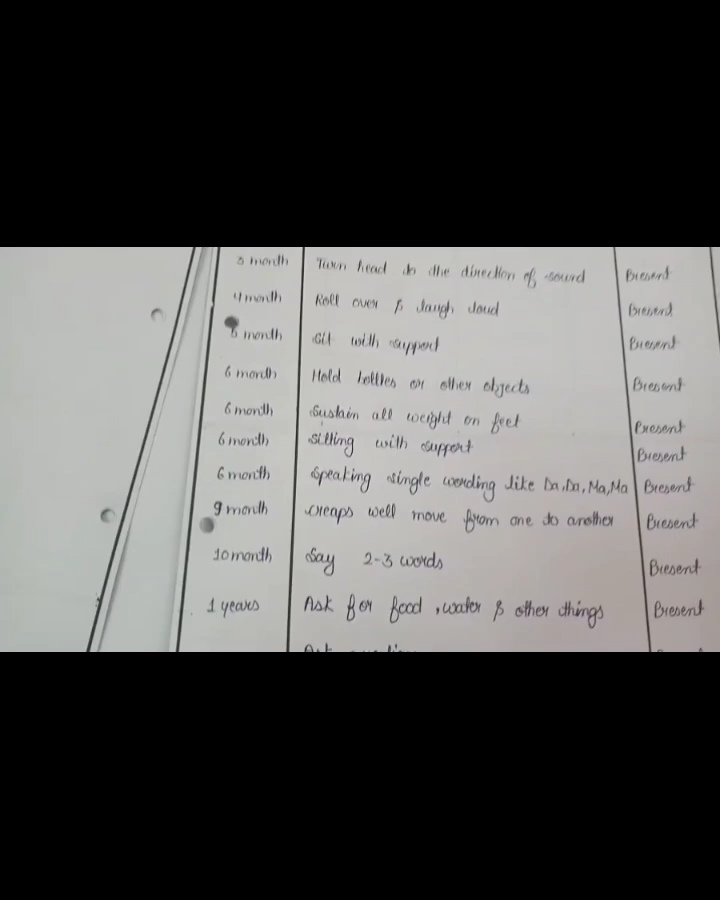 3 month Turn head to the direction of sound Present
4 month Roll over & laugh loud Present
month Sit with support Present
6 month Hold bottles or other objects Present
6 month Sustain all weight on feet Present
6 month Sitting with support Present
6 month Speaking single wording like Da,Da, Ma,Ma Present
9 month creaps well move from one to another Present
10 month Say 2-3 words Present
1 years Ask for food, water & other things Present